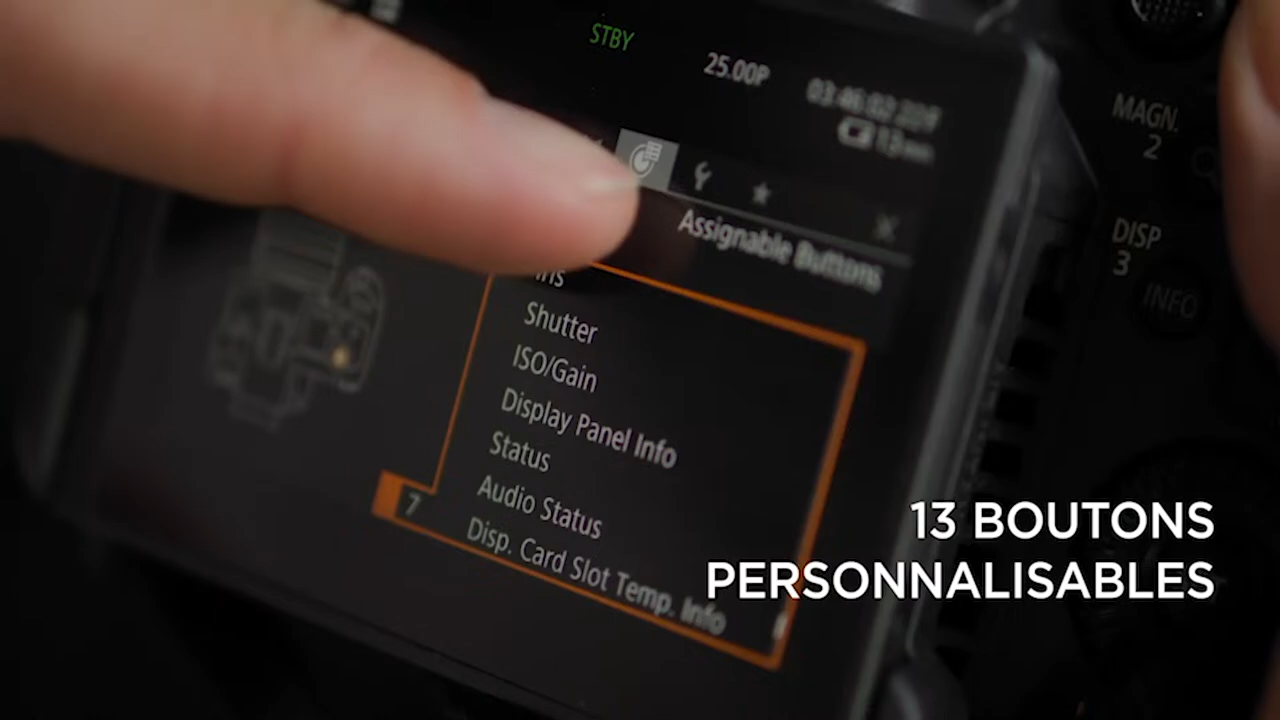 STBY
25.00P
MAGN.
2
Assignable Buttons
DISP
3
INFO
Iris
Shutter
ISO/Gain
Display Panel Info
Status
Audio Status
7
Disp. Card Slot Temp. Info
13 BOUTONS
PERSONNALISABLES